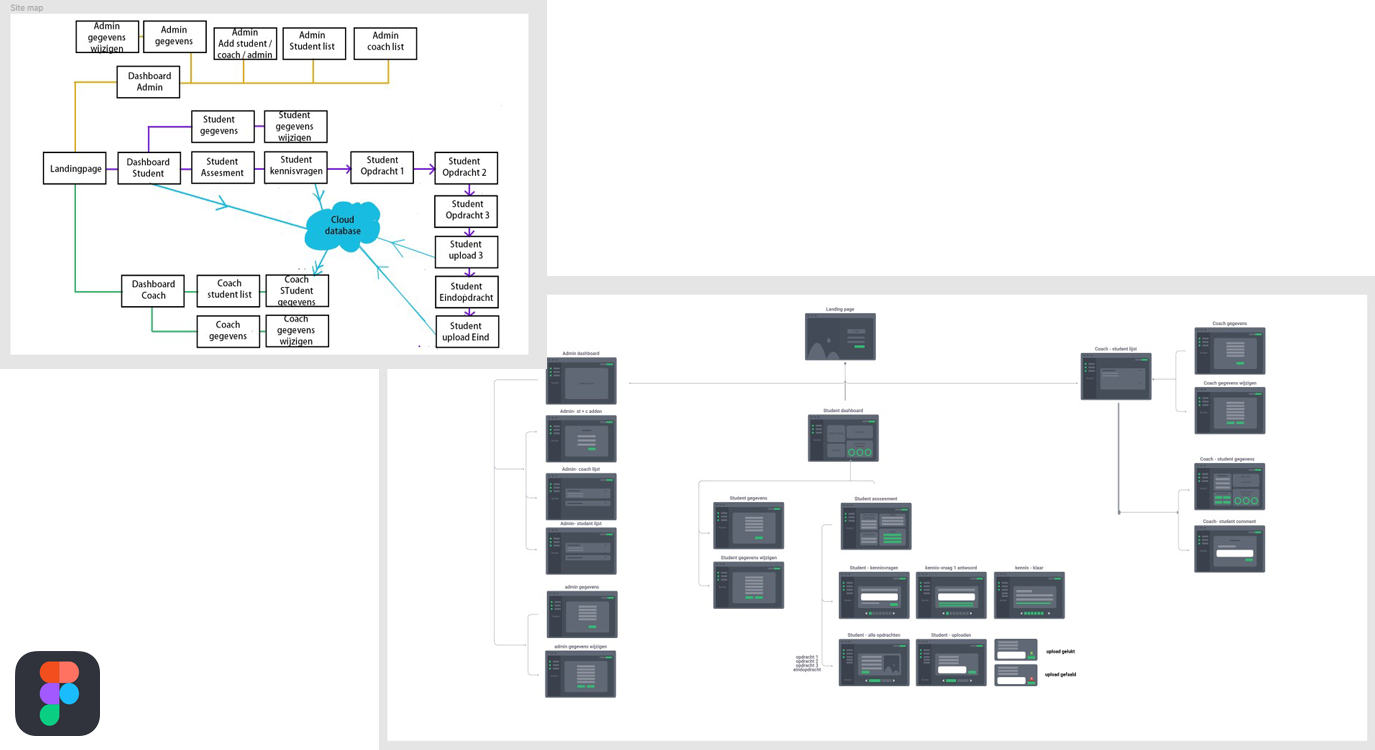 Site map
Admin
gegevens
wijzigen
Admin
gegevens
Admin
Add student /
coach / admin
Admin
Student list
Admin
coach list
Dashboard
Admin
Student
gegevens
Student
gegevens
wijzigen
Landingpage
Dashboard
Student
Student
Assesment
Student
kennisvragen
Student
Opdracht 1
Student
Opdracht 2
Student
Opdracht 3
Cloud
database
Student
upload 3
Dashboard
Coach
Coach
student list
Coach
STudent
gegevens
Student
Eindopdracht
Coach
gegevens
Coach
gegevens
wijzigen
Student
upload Eind
Landing page
Admin dashboard
Admin- st + c adden
Admin- coach lijst
Admin- student lijst
admin gegevens
admin gegevens wijzigen
Student dashboard
Student gegevens
Student gegevens wijzigen
Student assesment
Student - kennisvragen
kennis-vraag 1 antwoord
kennis - klaar
Student - alle opdrachten
Student - uploaden
opdracht 1
opdracht 2
opdracht 3
eindopdracht
upload gelukt
upload gefaald
Coach - student lijst
Coach gegevens
Coach gegevens wijzigen
Coach - student gegevens
Coach- student comment